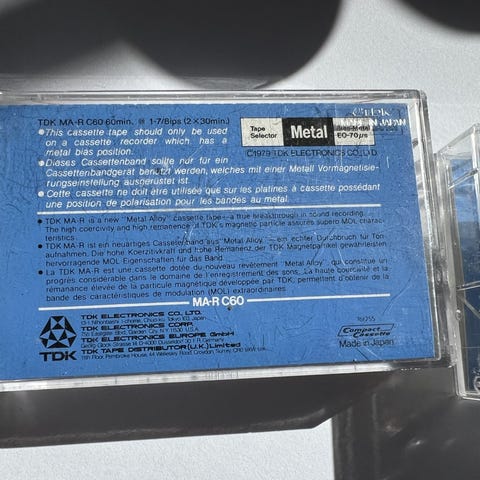 TDK MA-R C60 60min. @ 1-7/8ips (2×30min.)
●This cassette tape should only be used
on a cassette recorder which has a
metal bias position.
●Dieses Cassettenband sollte nur für ein
Cassettenbandgerät benutzt werden, welches mit einer Metall Vormagnetisie-
rungseinstellung ausgerüstet ist.
●Cette cassette ne doit être utilisée que sur les platines à cassette possédant
une position de polarisation pour les bandes au métal.
Tape
Selector
Metal
EQ-70μs
MADE IN JAPAN
©1979 TDK ELECTRONICS CO., LTD.
● TDK MA-R is a new "Metal Alloy" cassette tape—a true breakthrough in sound recording.
The high coercivity and high remanence of TDK's magnetic particle assures superb MOL charac-
teristics.
● TDK MA-R ist ein neuartiges Cassettenband aus "Metal Alloy" — ein echter Durchbruch für Ton-
aufnahmen. Die hohe Koerzitivkraft und hohe Remanenz der TDK Magnetpartikel gewährleisten
hervorragende MOL Eigenschaften für das Band.
● La TDK MA-R est une cassette dotée du nouveau revêtement "Metal Alloy", qui constitue un
progrès considérable dans le domaine de l'enregistrement des sons. La haute coercivité et la
rémanence élevée de la particule magnétique développée par TDK, permettent d'obtenir de la
bande des caractéristiques de modulation (MOL) extraordinaires.
MA-R C60
TDK
TDK ELECTRONICS CO., LTD.
TDK ELECTRONICS CORP.
TDK ELECTRONICS EUROPE GmbH
TDK TAPE DISTRIBUTOR (U.K.) Limited
Compact
Cassette
Made in Japan